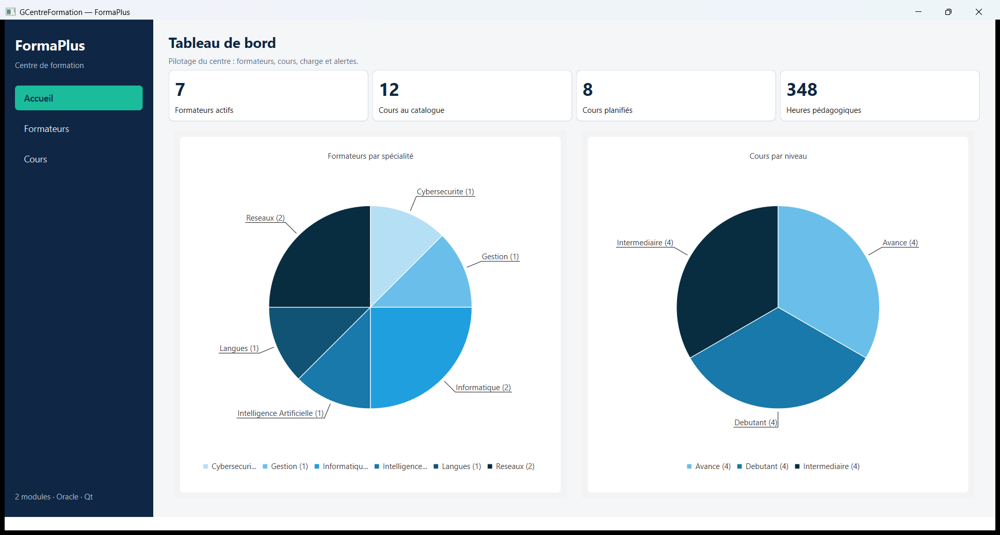 GCentreFormation — FormaPlus
FormaPlus
Centre de formation
Accueil
Formateurs
Cours
2 modules · Oracle · Qt
Tableau de bord
Pilotage du centre : formateurs, cours, charge et alertes.
7
Formateurs actifs
12
Cours au catalogue
8
Cours planifiés
348
Heures pédagogiques
Formateurs par spécialité
Cybersecurite (1)
Reseaux (2)
Gestion (1)
Langues (1)
Informatique (2)
Intelligence Artificielle (1)
Cybersecuri... Gestion (1) Informatiqu... Intelligence... Langues (1) Reseaux (2)
Cours par niveau
Intermediaire (4)
Avance (4)
Debutant (4)
Avance (4) Debutant (4) Intermediaire (4)